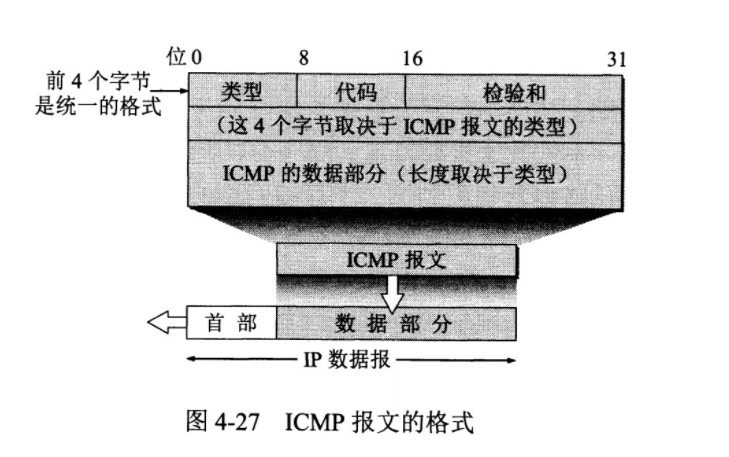 位 0 8 16 31
前 4 个字节
是统一的格式
类型 代码 检验和
（这 4 个字节取决于 ICMP 报文的类型）
ICMP 的数据部分（长度取决于类型）
ICMP 报文
首 部 数 据 部 分
IP 数据报
图 4-27 ICMP 报文的格式